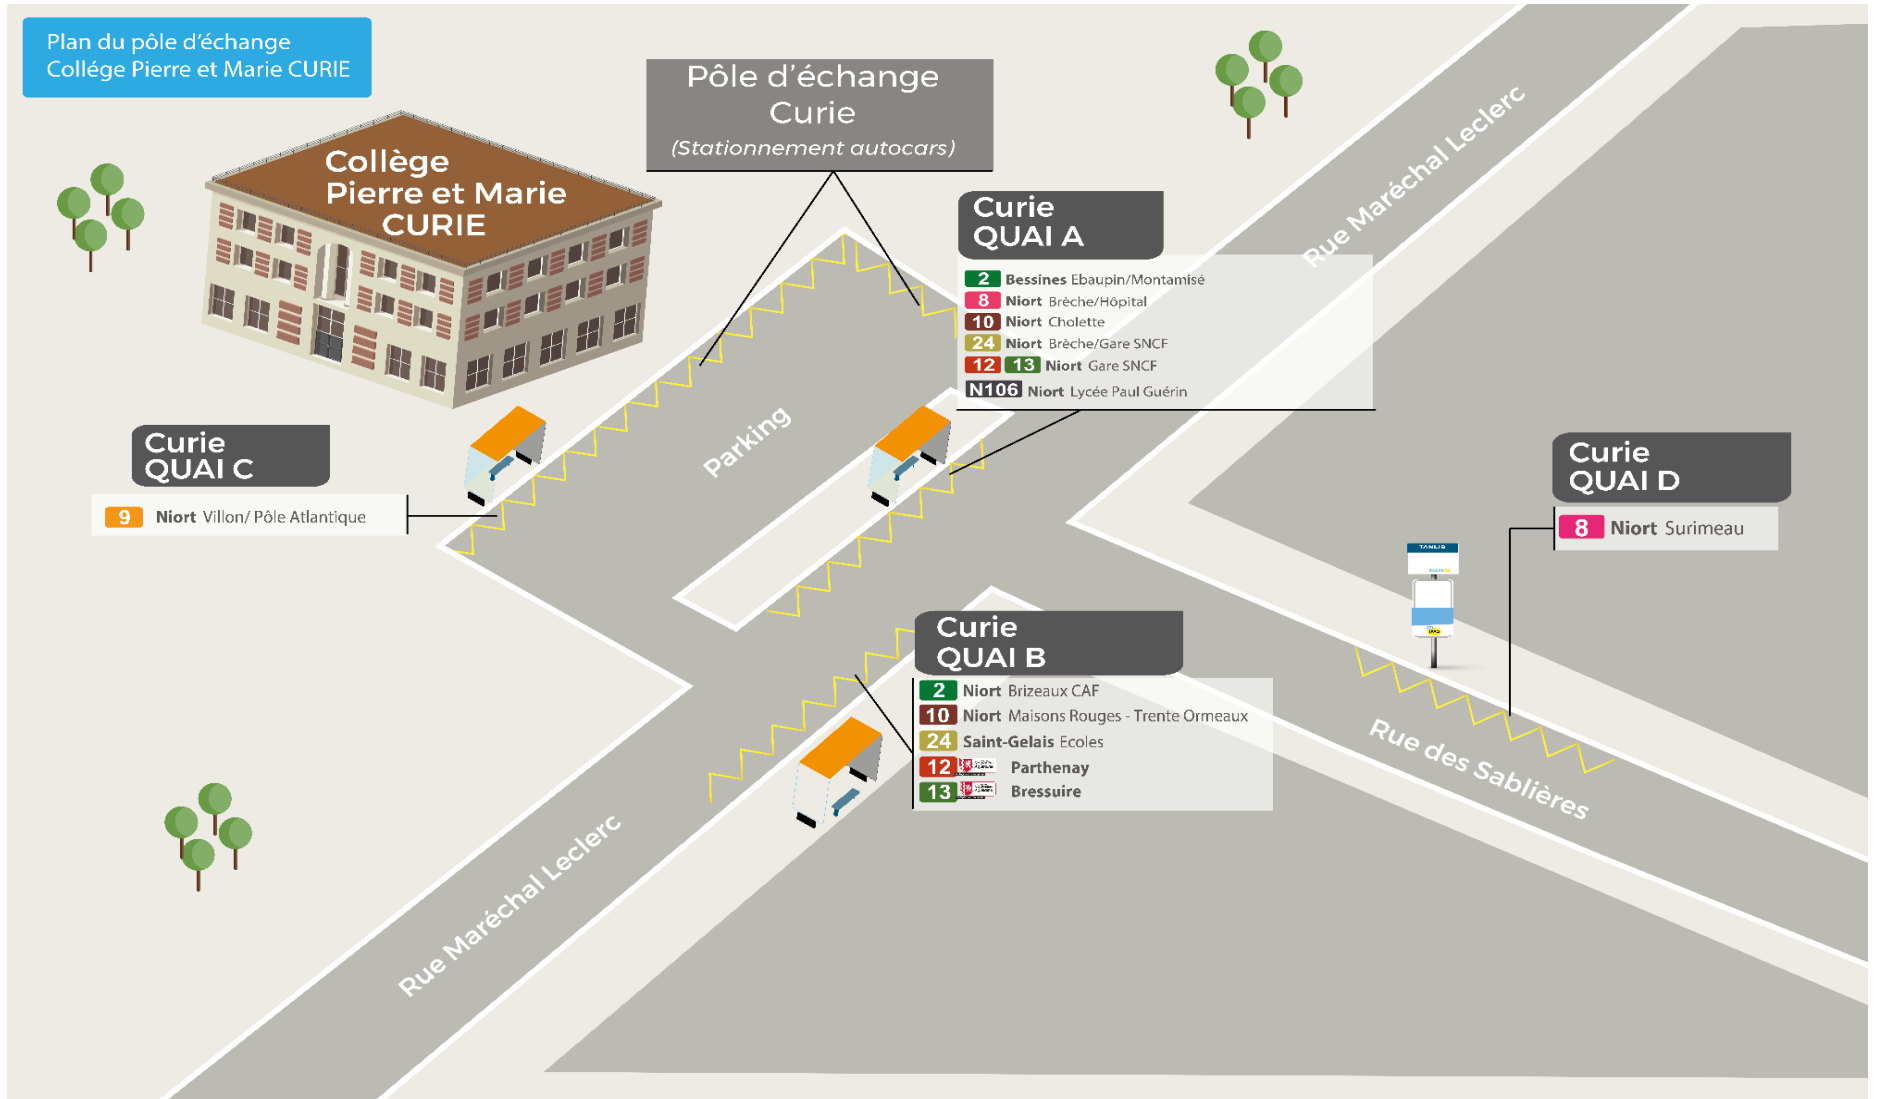 Plan du pôle d'échange
Collége Pierre et Marie CURIE
Pôle d'échange
Curie
(Stationnement autocars)
Collège
Pierre et Marie
CURIE
Rue Maréchal Leclerc
Curie
QUAI A
2 Bessines Ebaupin/Montamisé
8 Niort Brèche/Hôpital
10 Niort Cholette
24 Niort Brèche/Gare SNCF
12 13 Niort Gare SNCF
N106 Niort Lycée Paul Guérin
Parking
Curie
QUAI C
9 Niort Villon/ Pôle Atlantique
Curie
QUAI D
8 Niort Surimeau
TANLIB
Curie
QUAI B
2 Niort Brizeaux CAF
10 Niort Maisons Rouges - Trente Ormeaux
24 Saint-Gelais Ecoles
12 Parthenay
13 Bressuire
Rue des Sablières
Rue Maréchal Leclerc